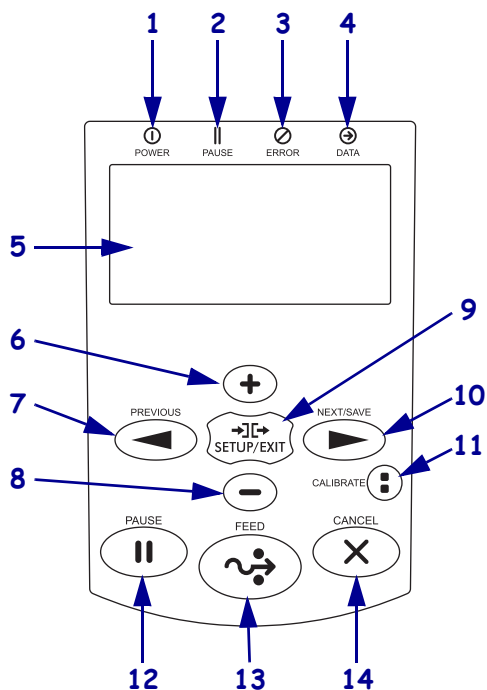 1 2 3 4
POWER PAUSE ERROR DATA
5
6
9
7
PREVIOUS
NEXT/SAVE
10
SETUP/EXIT
11
8
CALIBRATE
PAUSE
FEED
CANCEL
12 13 14